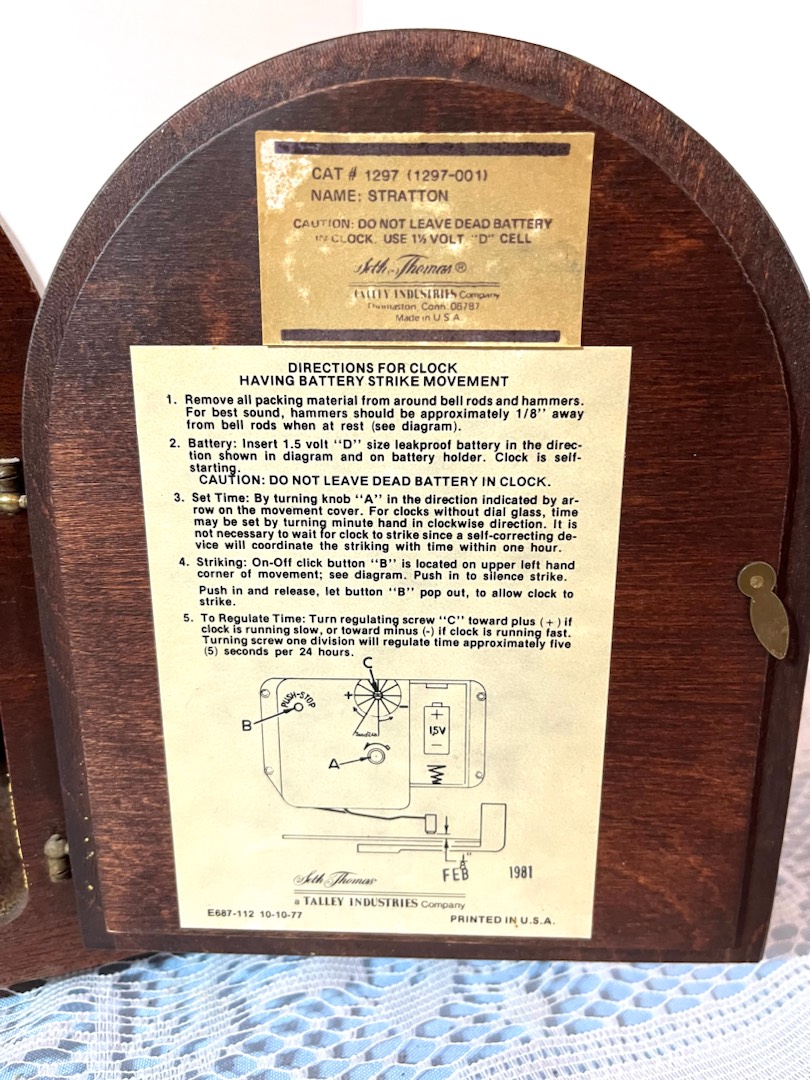 CAT # 1297 (1297-001)
NAME: STRATTON
CAUTION: DO NOT LEAVE DEAD BATTERY
IN CLOCK. USE 1½ VOLT "D" CELL
Seth Thomas®
TALLEY INDUSTRIES Company
Thomaston, Conn. 06787
Made in U.S.A.
DIRECTIONS FOR CLOCK
HAVING BATTERY STRIKE MOVEMENT
1. Remove all packing material from around bell rods and hammers.
For best sound, hammers should be approximately 1/8'' away
from bell rods when at rest (see diagram).
2. Battery: Insert 1.5 volt ''D'' size leakproof battery in the direc-
tion shown in diagram and on battery holder. Clock is self-
starting.
CAUTION: DO NOT LEAVE DEAD BATTERY IN CLOCK.
3. Set Time: By turning knob ''A'' in the direction indicated by ar-
row on the movement cover. For clocks without dial glass, time
may be set by turning minute hand in clockwise direction. It is
not necessary to wait for clock to strike since a self-correcting de-
vice will coordinate the striking with time within one hour.
4. Striking: On-Off click button ''B'' is located on upper left hand
corner of movement; see diagram. Push in to silence strike.
Push in and release, let button ''B'' pop out, to allow clock to
strike.
5. To Regulate Time: Turn regulating screw ''C'' toward plus (+) if
clock is running slow, or toward minus (-) if clock is running fast.
Turning screw one division will regulate time approximately five
(5) seconds per 24 hours.
C
PUSH-STOP
+ −
B
+
1,5V
−
A
1/8"
FEB 1981
Seth Thomas
a TALLEY INDUSTRIES Company
E687-112 10-10-77
PRINTED IN U.S.A.